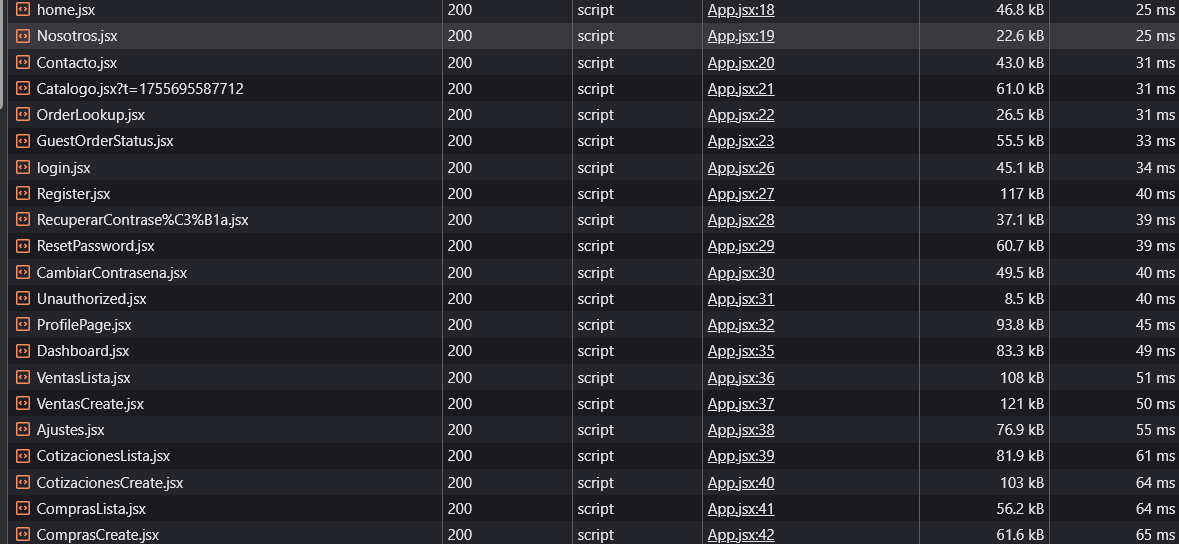 home.jsx 200 script App.jsx:18 46.8 kB 25 ms
Nosotros.jsx 200 script App.jsx:19 22.6 kB 25 ms
Contacto.jsx 200 script App.jsx:20 43.0 kB 31 ms
Catalogo.jsx?t=1755695587712 200 script App.jsx:21 61.0 kB 31 ms
OrderLookup.jsx 200 script App.jsx:22 26.5 kB 31 ms
GuestOrderStatus.jsx 200 script App.jsx:23 55.5 kB 33 ms
login.jsx 200 script App.jsx:26 45.1 kB 34 ms
Register.jsx 200 script App.jsx:27 117 kB 40 ms
RecuperarContrase%C3%B1a.jsx 200 script App.jsx:28 37.1 kB 39 ms
ResetPassword.jsx 200 script App.jsx:29 60.7 kB 39 ms
CambiarContrasena.jsx 200 script App.jsx:30 49.5 kB 40 ms
Unauthorized.jsx 200 script App.jsx:31 8.5 kB 40 ms
ProfilePage.jsx 200 script App.jsx:32 93.8 kB 45 ms
Dashboard.jsx 200 script App.jsx:35 83.3 kB 49 ms
VentasLista.jsx 200 script App.jsx:36 108 kB 51 ms
VentasCreate.jsx 200 script App.jsx:37 121 kB 50 ms
Ajustes.jsx 200 script App.jsx:38 76.9 kB 55 ms
CotizacionesLista.jsx 200 script App.jsx:39 81.9 kB 61 ms
CotizacionesCreate.jsx 200 script App.jsx:40 103 kB 64 ms
ComprasLista.jsx 200 script App.jsx:41 56.2 kB 64 ms
ComprasCreate.jsx 200 script App.jsx:42 61.6 kB 65 ms